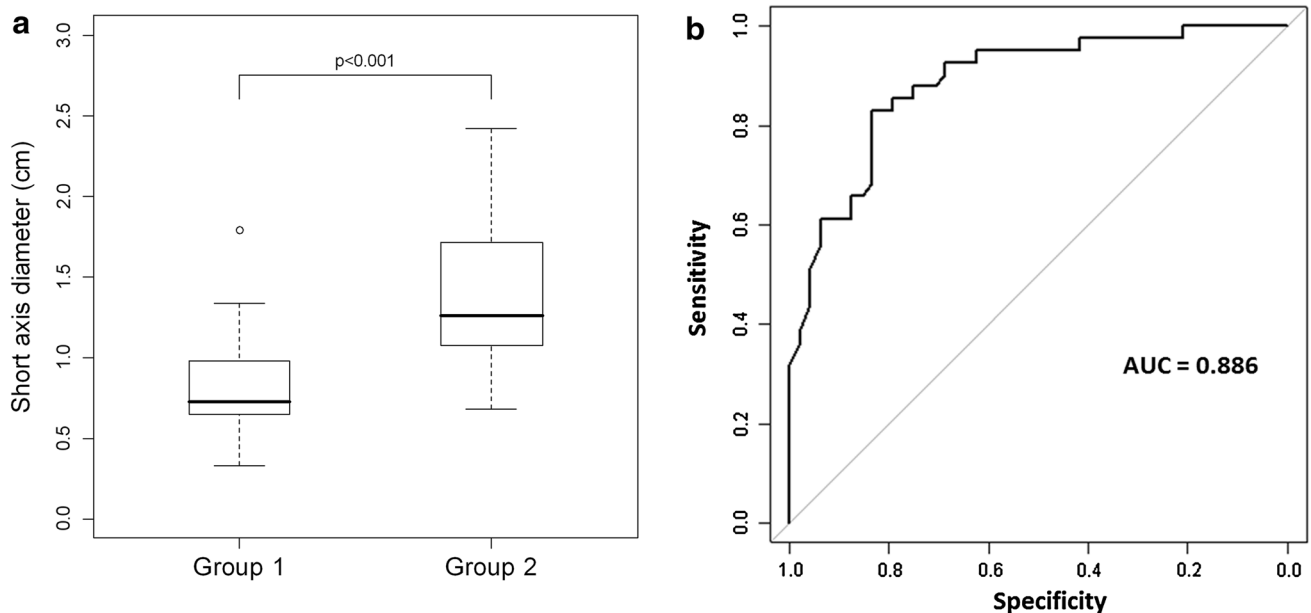 a
p<0.001
Short axis diameter (cm)
3.0
2.5
2.0
1.5
1.0
0.5
0.0
Group 1
Group 2
b
Sensitivity
1.0
0.8
0.6
0.4
0.2
0.0
AUC = 0.886
1.0
0.8
0.6
0.4
0.2
0.0
Specificity